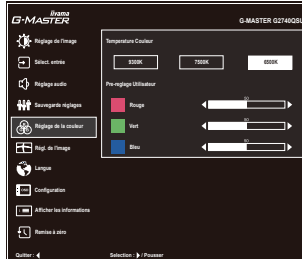 iiyama
G-MASTER
G-MASTER G2740QSU
Réglage de l'image
Sélect. entrée
Réglage audio
Sauvegarde réglages
Réglage de la couleur
Régl. de l'image
Langue
Configuration
Afficher les informations
Remise à zéro
Temperature Couleur
9300K
7500K
6500K
Pre-reglage Utilisateur
Rouge
50
Vert
50
Bleu
50
Quitter :
Selection : / Pousser